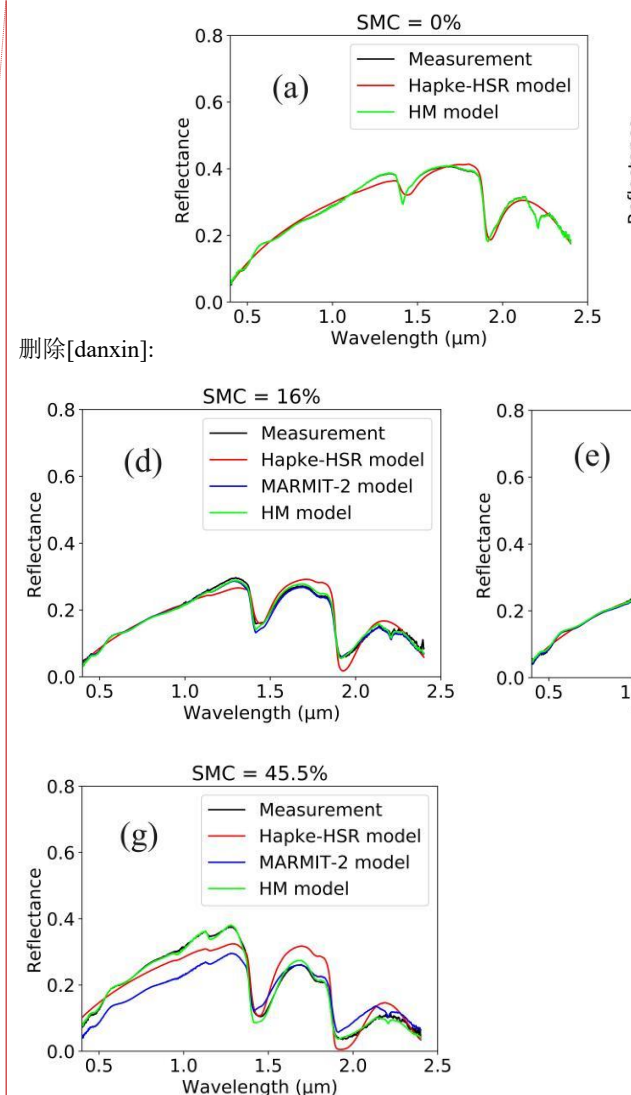 SMC = 0%
0.8
0.6
0.4
0.2
0.0
Reflectance
(a)
Measurement
Hapke-HSR model
HM model
0.5 1.0 1.5 2.0 2.5
Wavelength (μm)
删除[danxin]:
SMC = 16%
0.8
0.6
0.4
0.2
0.0
Reflectance
(d)
Measurement
Hapke-HSR model
MARMIT-2 model
HM model
0.5 1.0 1.5 2.0 2.5
Wavelength (μm)
0.8
0.6
0.4
0.2
0.0
Reflectance
(e)
0.5
SMC = 45.5%
0.8
0.6
0.4
0.2
0.0
Reflectance
(g)
Measurement
Hapke-HSR model
MARMIT-2 model
HM model
0.5 1.0 1.5 2.0 2.5
Wavelength (μm)